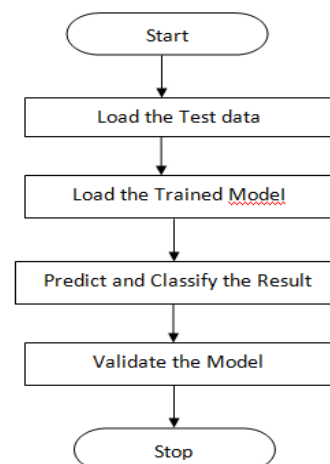 Start
Load the Test data
Load the Trained Model
Predict and Classify the Result
Validate the Model
Stop